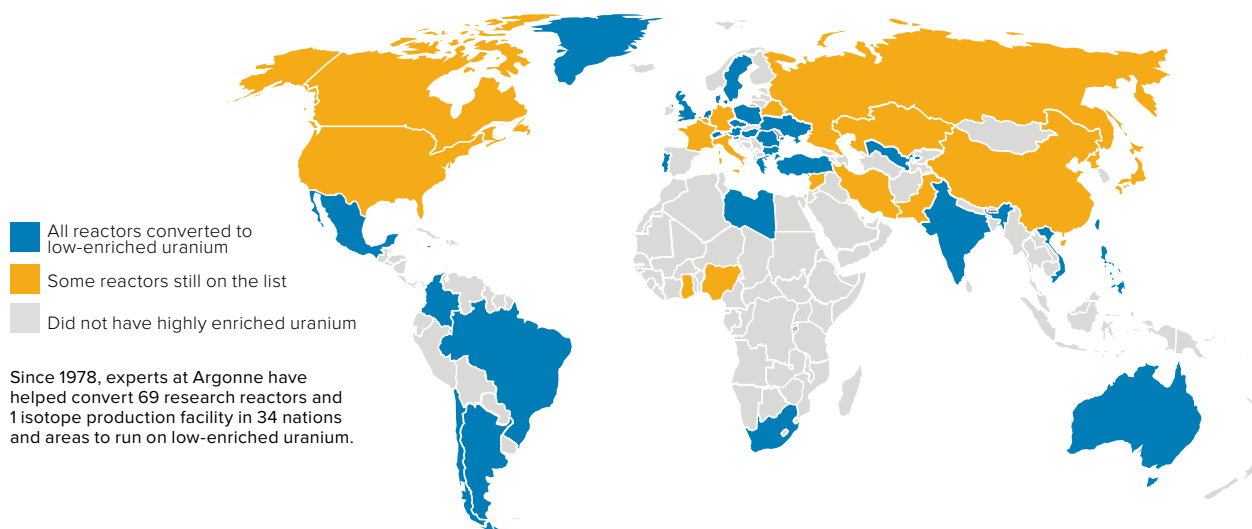 All reactors converted to
low-enriched uranium
Some reactors still on the list
Did not have highly enriched uranium
Since 1978, experts at Argonne have
helped convert 69 research reactors and
1 isotope production facility in 34 nations
and areas to run on low-enriched uranium.